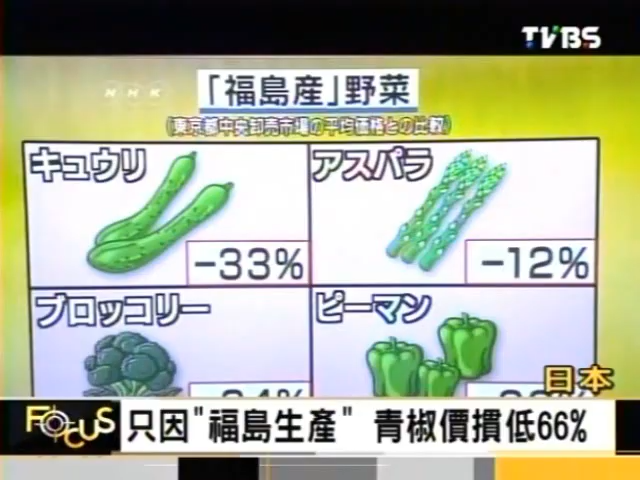 TVBS
NHK
「福島産」野菜
(東京都中央卸売市場の平均価格との比較)
キュウリ
アスパラ
-33%
-12%
ブロッコリー
ピーマン
日本
FOCUS
只因"福島生產" 青椒價摜低66%